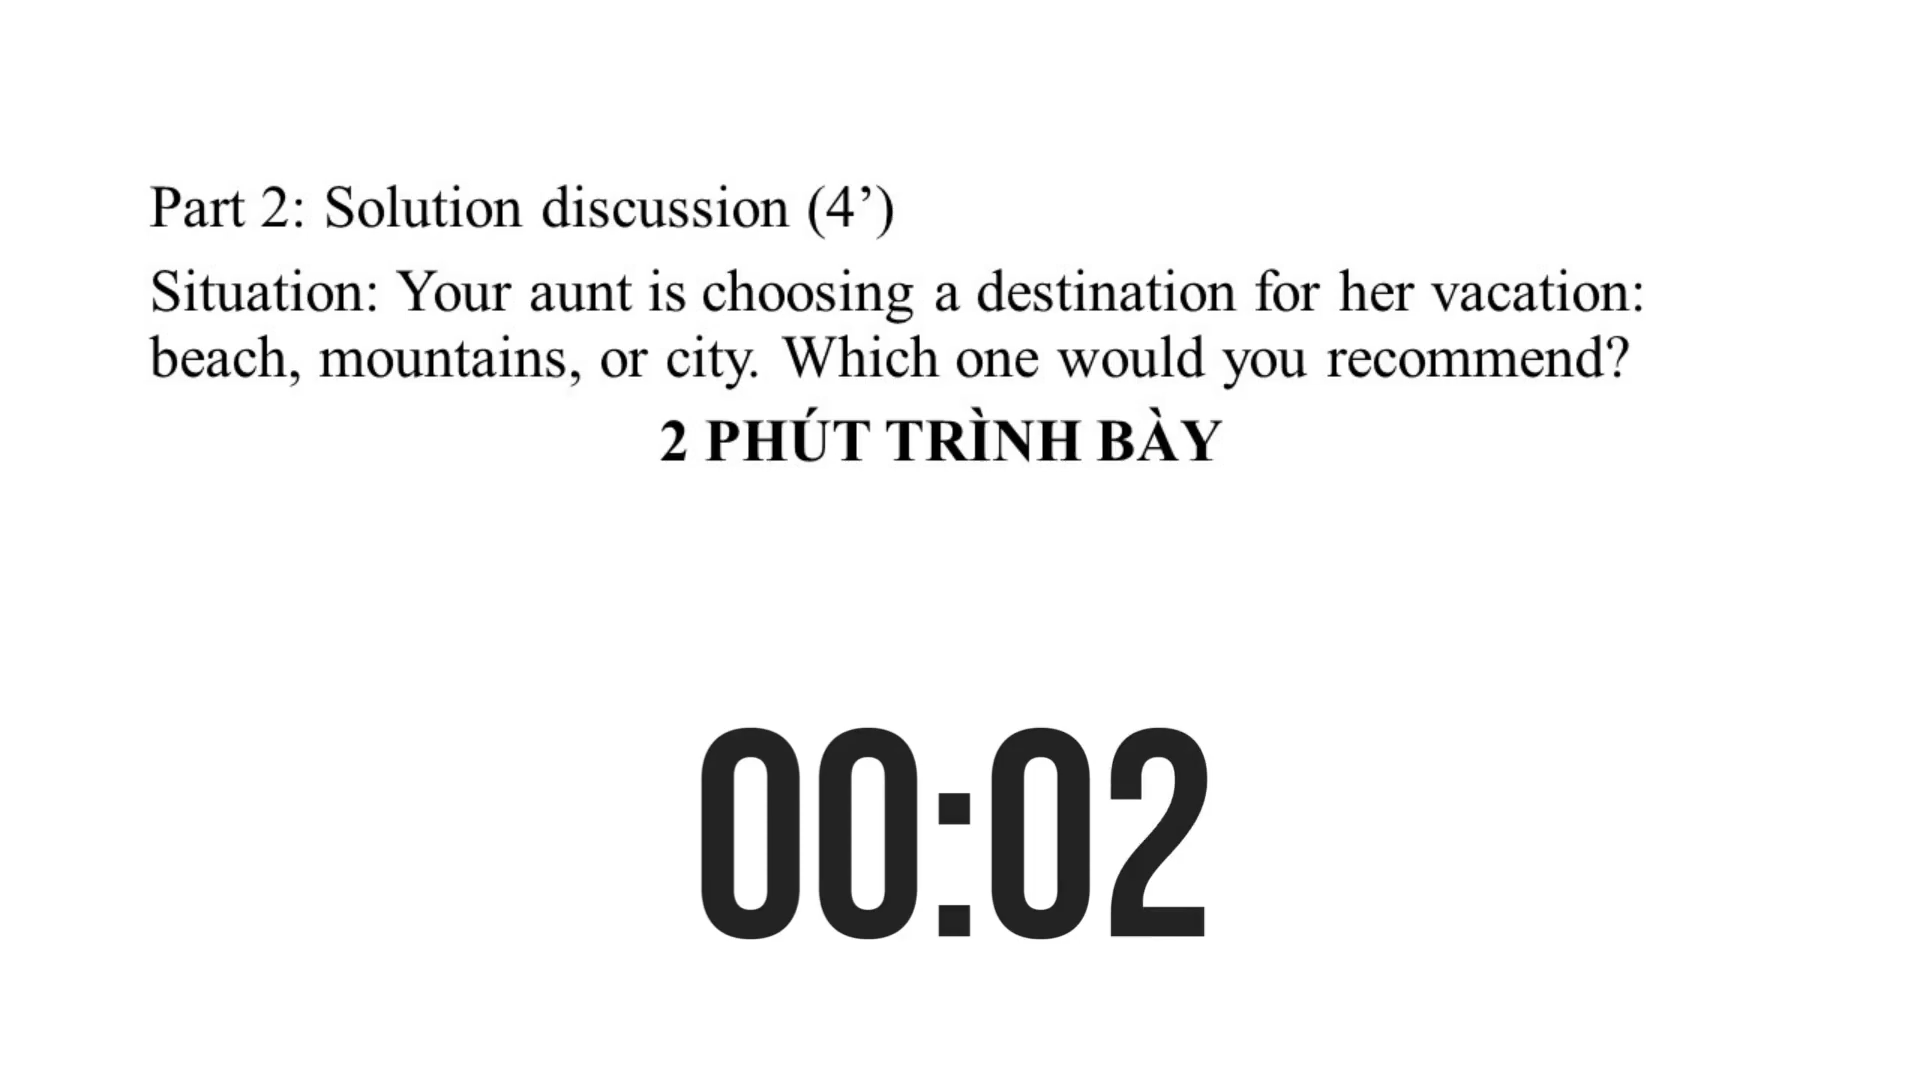 Part 2: Solution discussion (4’)
Situation: Your aunt is choosing a destination for her vacation:
beach, mountains, or city. Which one would you recommend?
2 PHÚT TRÌNH BÀY
00:02